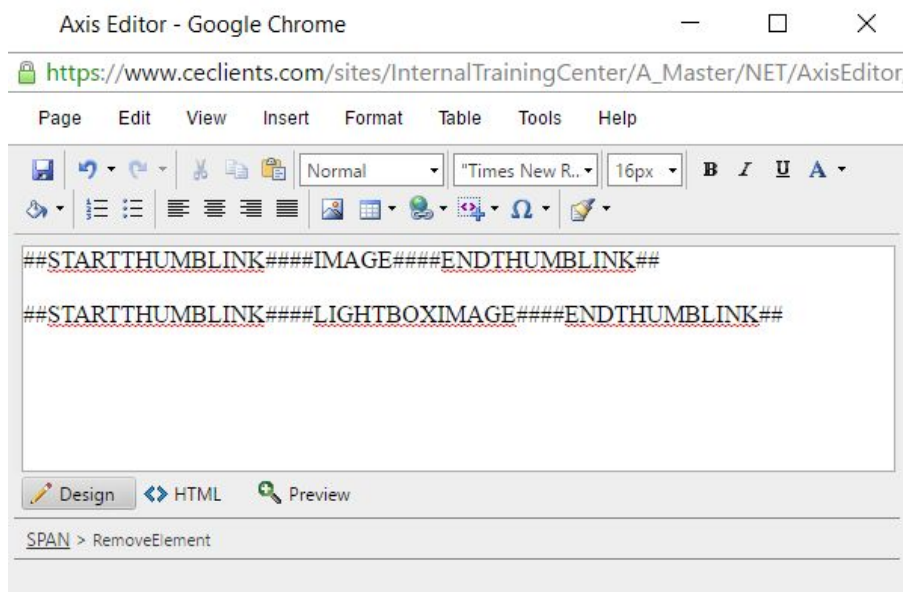 Axis Editor - Google Chrome
https://www.ceclients.com/sites/InternalTrainingCenter/A_Master/NET/AxisEditor
Page Edit View Insert Format Table Tools Help
Normal "Times New R.. 16px B I U A
Ω
##STARTTHUMBLINK####IMAGE####ENDTHUMBLINK##
##STARTTHUMBLINK####LIGHTBOXIMAGE####ENDTHUMBLINK##
Design HTML Preview
SPAN > RemoveElement